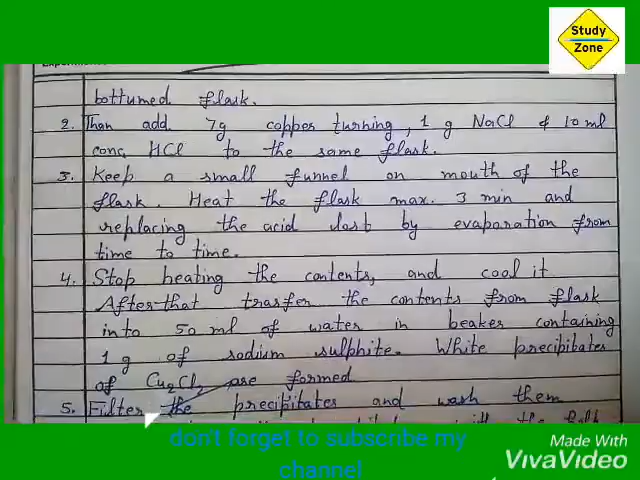 Study
Zone
bottumed flask.
2. Than add 7g copper turning, 1 g NaCl & 10 ml
conc. HCl to the same flask.
3. Keep a small funnel on mouth of the
flask. Heat the flask max. 3 min and
replacing the acid lost by evaporation from
time to time.
4. Stop heating the contents, and cool it
After that trasfer the contents from flask
into 50 ml of water in beaker containing
1 g of sodium sulphite. White precipitates
of Cu2Cl2 are formed
5. Filter the precipitates and wash them
don't forget to subscribe my
channel
Made With
VivaVideo